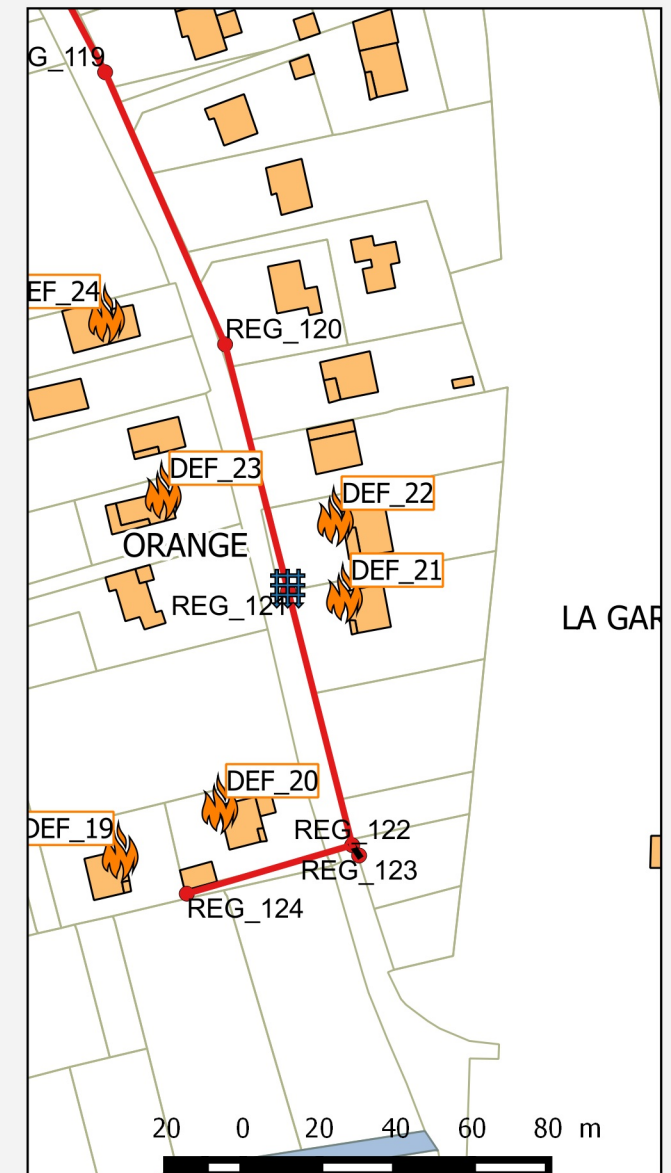 G_119
EF_24
REG_120
DEF_23
DEF_22
ORANGE
DEF_21
REG_121
LA GAR
DEF_20
DEF_19
REG_122
REG_123
REG_124
20 0 20 40 60 80 m